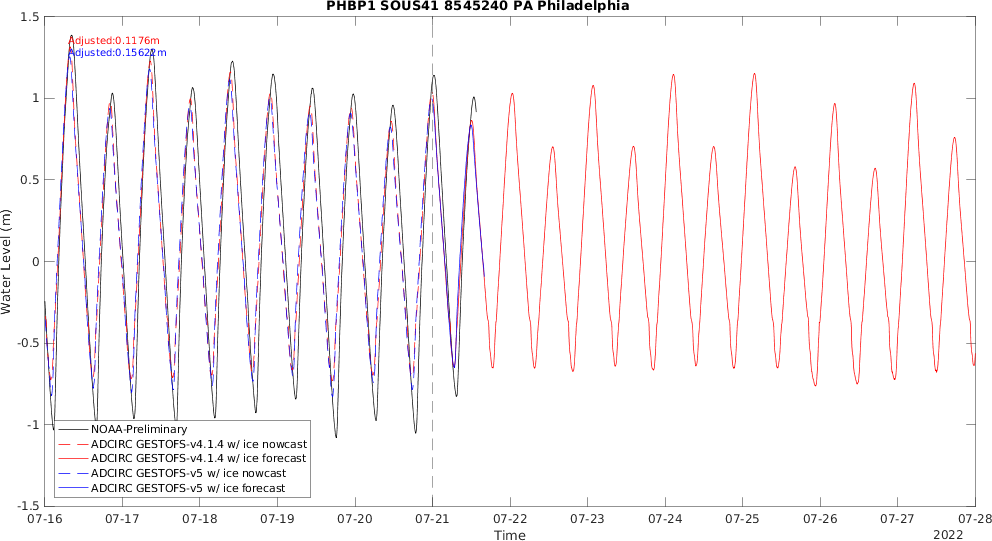 PHBP1 SOUS41 8545240 PA Philadelphia
Adjusted:0.1176m
Adjusted:0.15622m
Water Level (m)
1.5
1
0.5
0
-0.5
-1
-1.5
NOAA-Preliminary
ADCIRC GESTOFS-v4.1.4 w/ ice nowcast
ADCIRC GESTOFS-v4.1.4 w/ ice forecast
ADCIRC GESTOFS-v5 w/ ice nowcast
ADCIRC GESTOFS-v5 w/ ice forecast
07-16 07-17 07-18 07-19 07-20 07-21 07-22 07-23 07-24 07-25 07-26 07-27 07-28
Time
2022